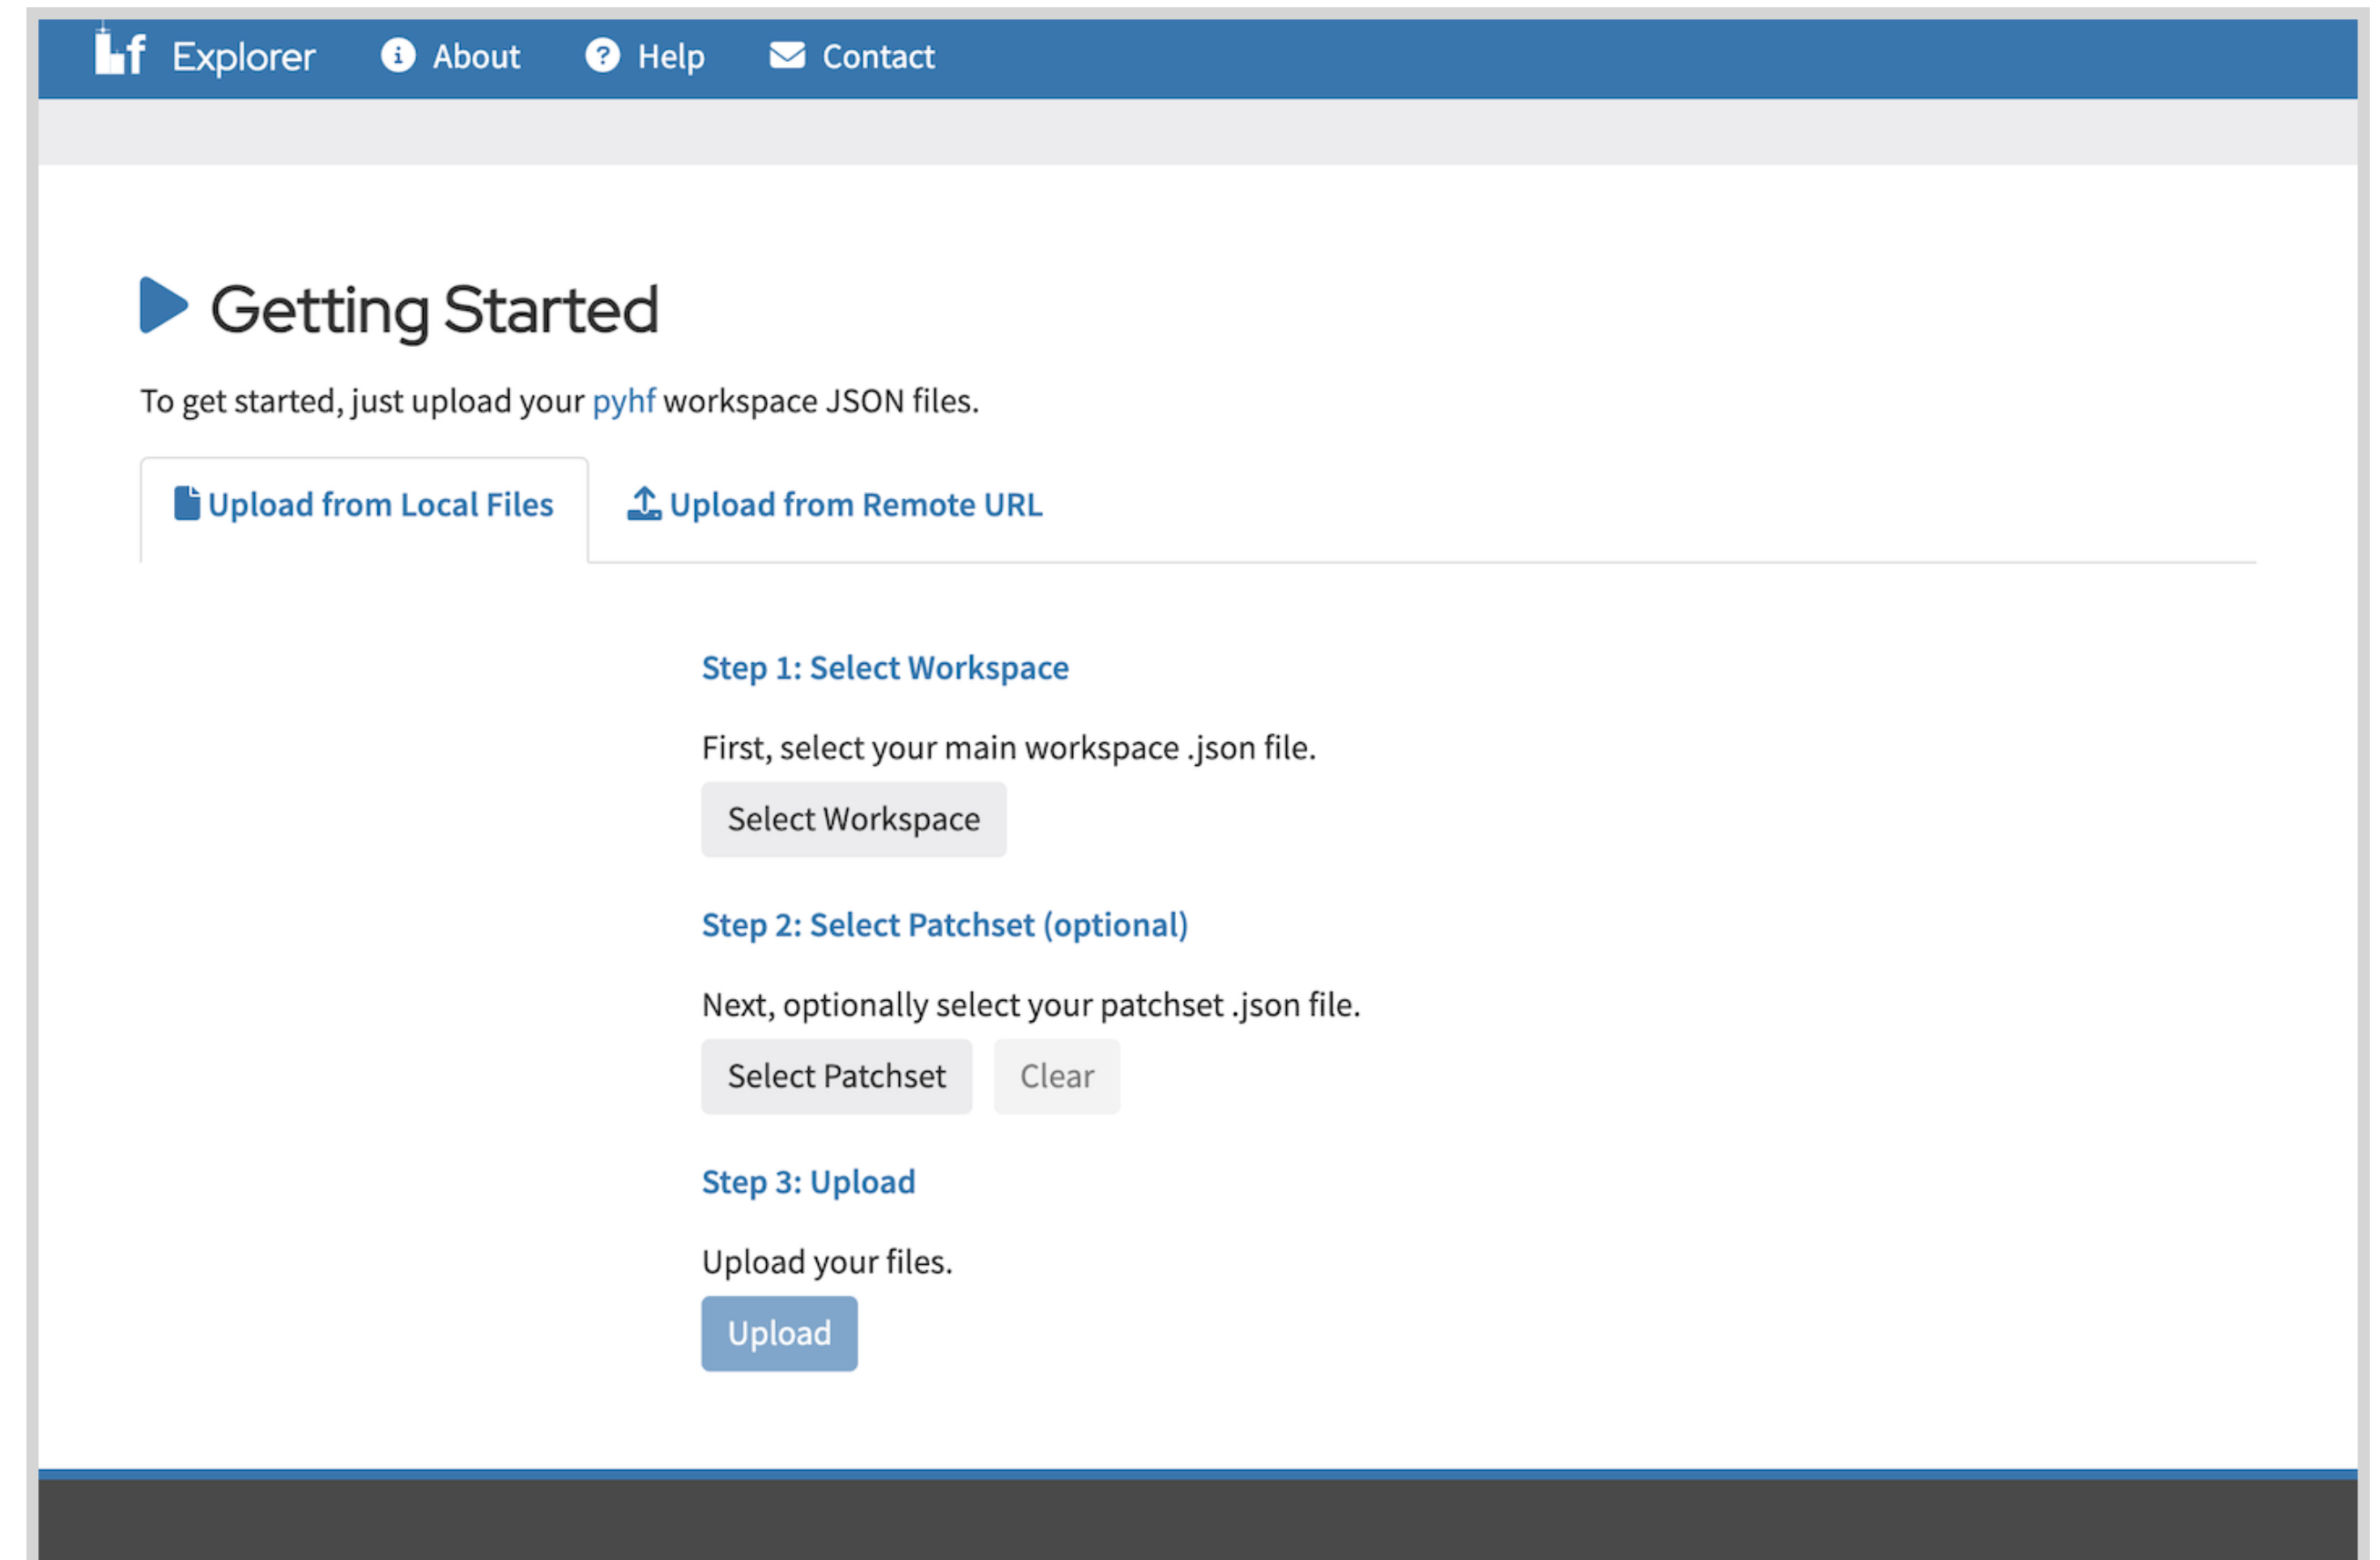 hf Explorer About Help Contact
Getting Started
To get started, just upload your pyhf workspace JSON files.
Upload from Local Files Upload from Remote URL
Step 1: Select Workspace
First, select your main workspace .json file.
Select Workspace
Step 2: Select Patchset (optional)
Next, optionally select your patchset .json file.
Select Patchset Clear
Step 3: Upload
Upload your files.
Upload